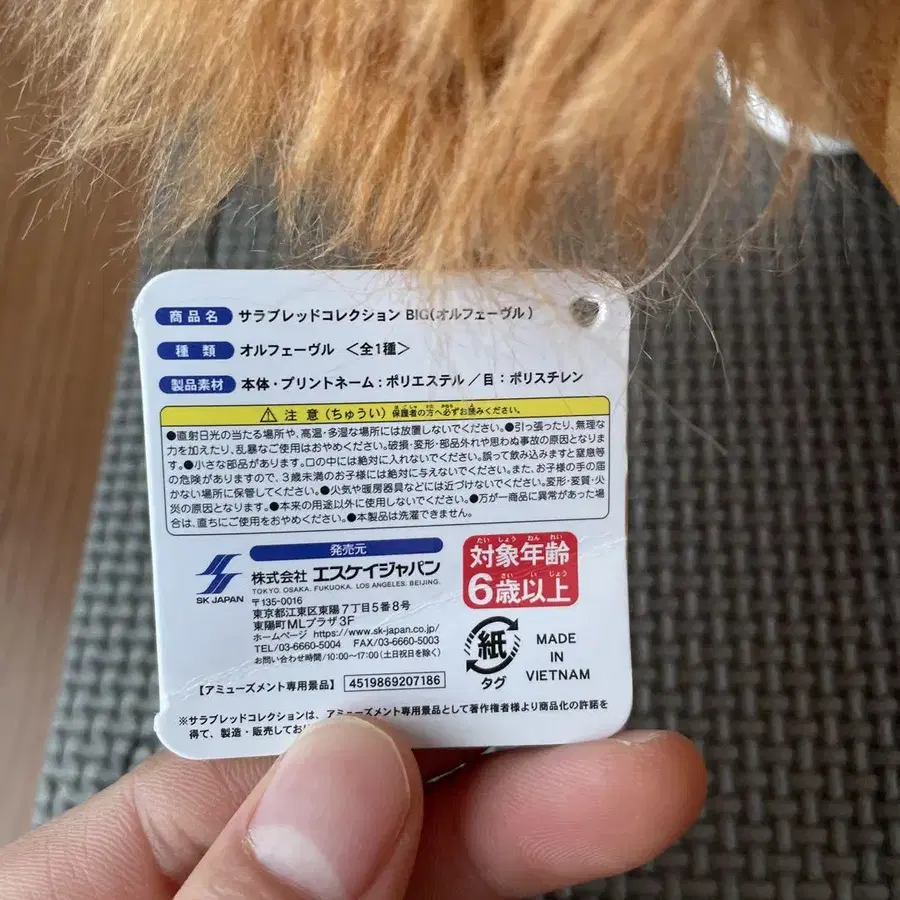 商品名 サラブレッドコレクション BIG(オルフェーヴル)
種類 オルフェーヴル <全1種>
製品素材 本体・プリントネーム:ポリエステル/目:ポリスチレン
注意(ちゅうい)保護者の方へ必ずお読みください。
●直射日光の当たる場所や、高温・多湿な場所には放置しないでください。●引っ張ったり、無理な
力を加えたり、乱暴なご使用はおやめください。破損・変形・部品外れや思わぬ事故の原因となりま
す。●小さな部品があります。口の中には絶対に入れないでください。誤って飲み込みますと窒息等
の危険がありますので、3歳未満のお子様には絶対に与えないでください。また、お子様の手の届
かない場所に保管してください。●火気や暖房器具などには近づけないでください。変形・変質・火
災の原因となります。●本来の用途以外に使用しないでください。●万が一商品に異常があった場
合は、直ちにご使用をおやめください。●本製品は洗濯できません。
発売元
SK JAPAN
株式会社 エスケイジャパン
TOKYO. OSAKA. FUKUOKA. LOS ANGELES. BEIJING.
〒135-0016
東京都江東区東陽7丁目5番8号
東陽町MLプラザ3F
ホームページ https://www.sk-japan.co.jp/
TEL/03-6660-5004 FAX/03-6660-5003
お問い合わせ時間/10:00〜17:00(土日祝日を除く)
たいしょうねんれい
対象年齢
さいいじょう
6歳以上
紙
タグ
MADE
IN
VIETNAM
【アミューズメント専用景品】 4519869207186
※サラブレッドコレクションは、アミューズメント専用景品として著作権者様より商品化の許諾を
得て、製造・販売してお